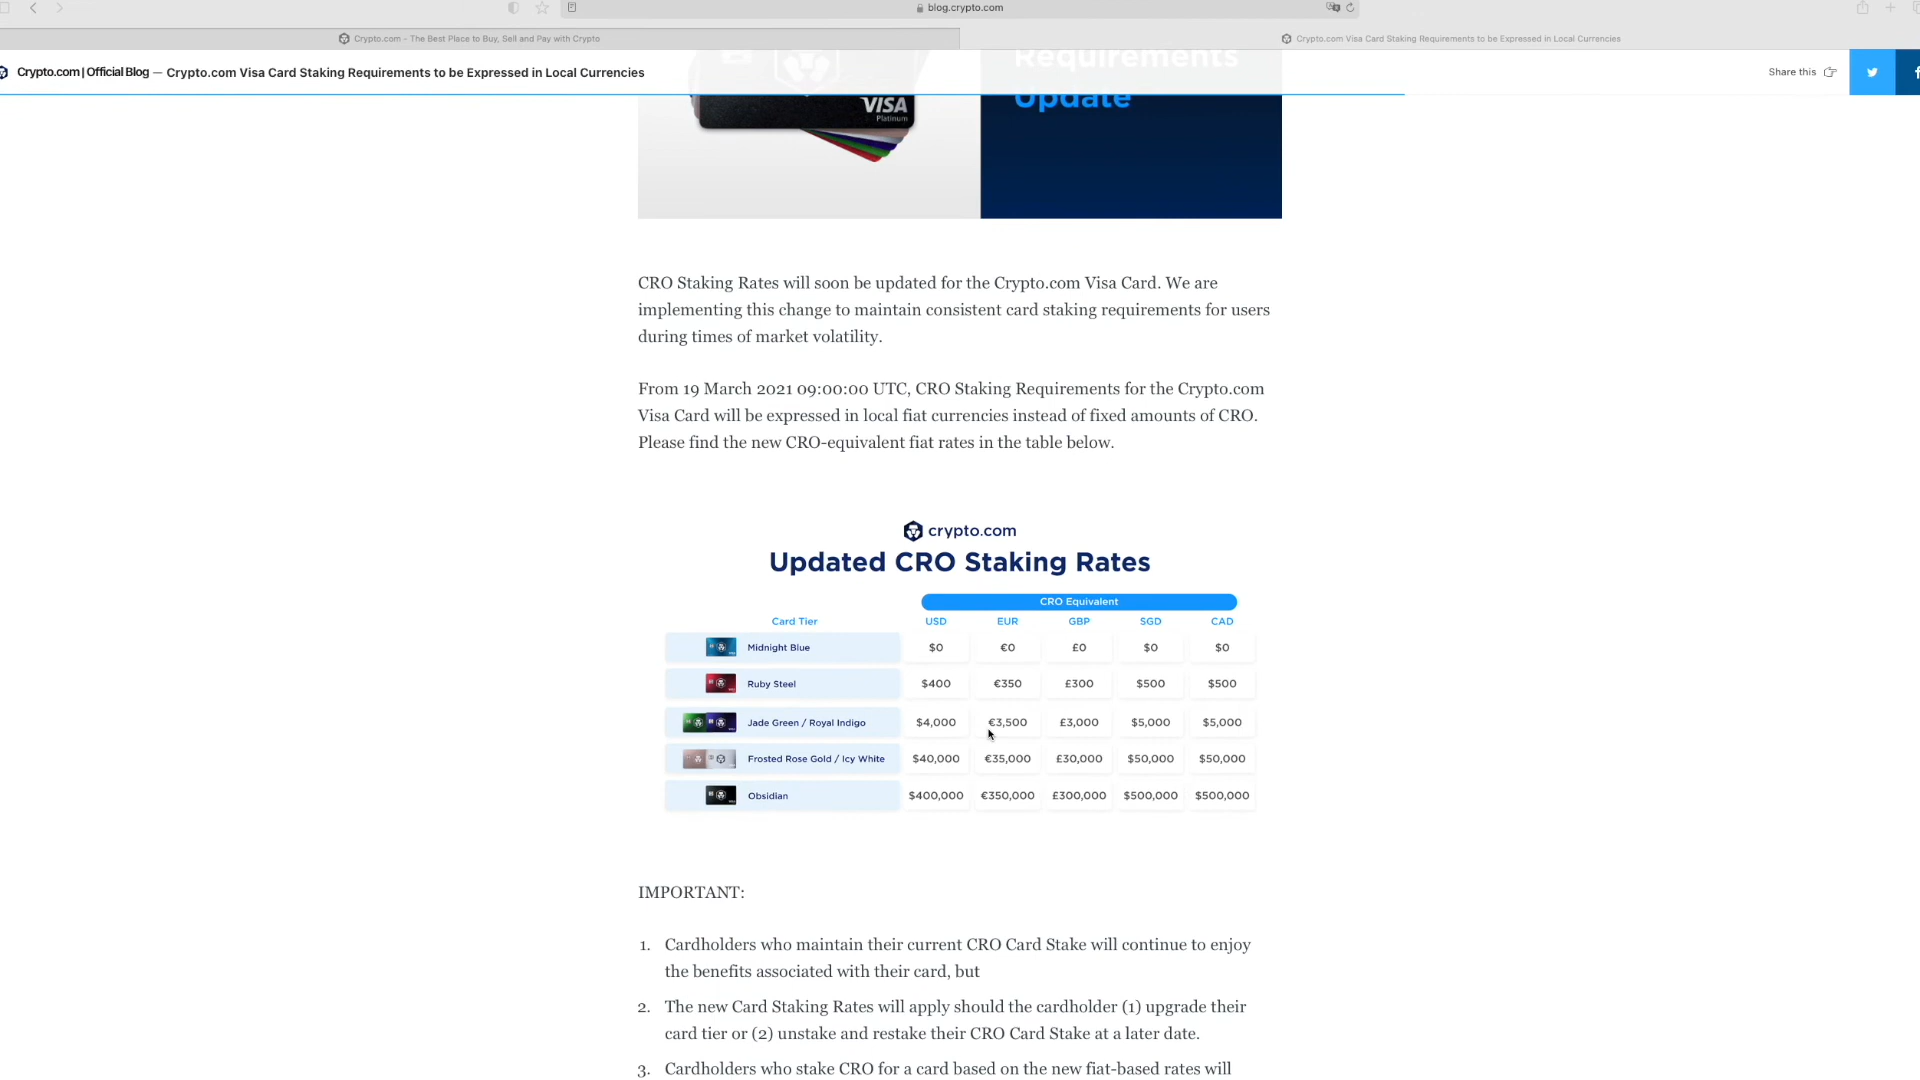 blog.crypto.com
Crypto.com - The Best Place to Buy, Sell and Pay with Crypto
Crypto.com Visa Card Staking Requirements to be Expressed in Local Currencies
Crypto.com | Official Blog — Crypto.com Visa Card Staking Requirements to be Expressed in Local Currencies
Share this
Requirements
Update
VISA
Platinum
CRO Staking Rates will soon be updated for the Crypto.com Visa Card. We are
implementing this change to maintain consistent card staking requirements for users
during times of market volatility.
From 19 March 2021 09:00:00 UTC, CRO Staking Requirements for the Crypto.com
Visa Card will be expressed in local fiat currencies instead of fixed amounts of CRO.
Please find the new CRO-equivalent fiat rates in the table below.
crypto.com
Updated CRO Staking Rates
CRO Equivalent
Card Tier USD EUR GBP SGD CAD
Midnight Blue $0 €0 £0 $0 $0
Ruby Steel $400 €350 £300 $500 $500
Jade Green / Royal Indigo $4,000 €3,500 £3,000 $5,000 $5,000
Frosted Rose Gold / Icy White $40,000 €35,000 £30,000 $50,000 $50,000
Obsidian $400,000 €350,000 £300,000 $500,000 $500,000
IMPORTANT:
1. Cardholders who maintain their current CRO Card Stake will continue to enjoy
the benefits associated with their card, but
2. The new Card Staking Rates will apply should the cardholder (1) upgrade their
card tier or (2) unstake and restake their CRO Card Stake at a later date.
3. Cardholders who stake CRO for a card based on the new fiat-based rates will